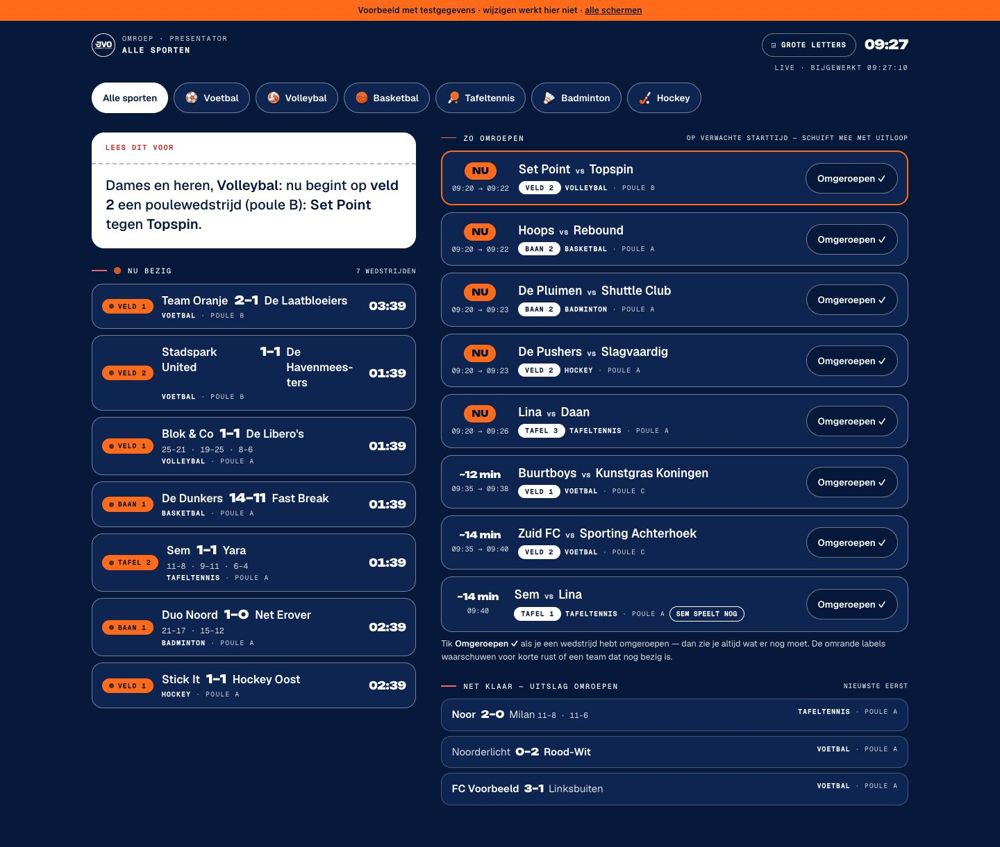 Voorbeeld met testgegevens · wijzigen werkt hier niet · alle schermen
JVO
OMROEP · PRESENTATOR
ALLE SPORTEN
GROTE LETTERS
09:27
LIVE · BIJGEWERKT 09:27:10
Alle sporten
Voetbal
Volleybal
Basketbal
Tafeltennis
Badminton
Hockey
LEES DIT VOOR
Dames en heren, Volleybal: nu begint op veld
2 een poulewedstrijd (poule B): Set Point
tegen Topspin.
NU BEZIG
7 WEDSTRIJDEN
VELD 1
Team Oranje 2–1 De Laatbloeiers
VOETBAL · POULE B
03:39
VELD 2
Stadspark United 1–1 De Havenmees-
ters
VOETBAL · POULE B
01:39
VELD 1
Blok & Co 1–1 De Libero's
25–21 · 19–25 · 8–6
VOLLEYBAL · POULE A
01:39
BAAN 1
De Dunkers 14–11 Fast Break
BASKETBAL · POULE A
01:39
TAFEL 2
Sem 1–1 Yara
11–8 · 9–11 · 6–4
TAFELTENNIS · POULE A
01:39
BAAN 1
Duo Noord 1–0 Net Erover
21–17 · 15–12
BADMINTON · POULE A
02:39
VELD 1
Stick It 1–1 Hockey Oost
HOCKEY · POULE A
02:39
ZO OMROEPEN
OP VERWACHTE STARTTIJD — SCHUIFT MEE MET UITLOOP
NU
09:20 → 09:22
Set Point vs Topspin
VELD 2 VOLLEYBAL · POULE B
Omgeroepen ✓
NU
09:20 → 09:22
Hoops vs Rebound
BAAN 2 BASKETBAL · POULE A
Omgeroepen ✓
NU
09:20 → 09:23
De Pluimen vs Shuttle Club
BAAN 2 BADMINTON · POULE A
Omgeroepen ✓
NU
09:20 → 09:23
De Pushers vs Slagvaardig
VELD 2 HOCKEY · POULE A
Omgeroepen ✓
NU
09:20 → 09:26
Lina vs Daan
TAFEL 3 TAFELTENNIS · POULE A
Omgeroepen ✓
~12 min
09:35 → 09:38
Buurtboys vs Kunstgras Koningen
VELD 1 VOETBAL · POULE C
Omgeroepen ✓
~14 min
09:35 → 09:40
Zuid FC vs Sporting Achterhoek
VELD 2 VOETBAL · POULE C
Omgeroepen ✓
~14 min
09:40
Sem vs Lina
TAFEL 1 TAFELTENNIS · POULE A SEM SPEELT NOG
Omgeroepen ✓
Tik Omgeroepen ✓ als je een wedstrijd hebt omgeroepen — dan zie je altijd wat er nog moet. De omrande labels
waarschuwen voor korte rust of een team dat nog bezig is.
NET KLAAR — UITSLAG OMROEPEN
NIEUWSTE EERST
Noor 2–0 Milan 11–8 · 11–6
TAFELTENNIS · POULE A
Noorderlicht 0–2 Rood-Wit
VOETBAL · POULE A
FC Voorbeeld 3–1 Linksbuiten
VOETBAL · POULE A